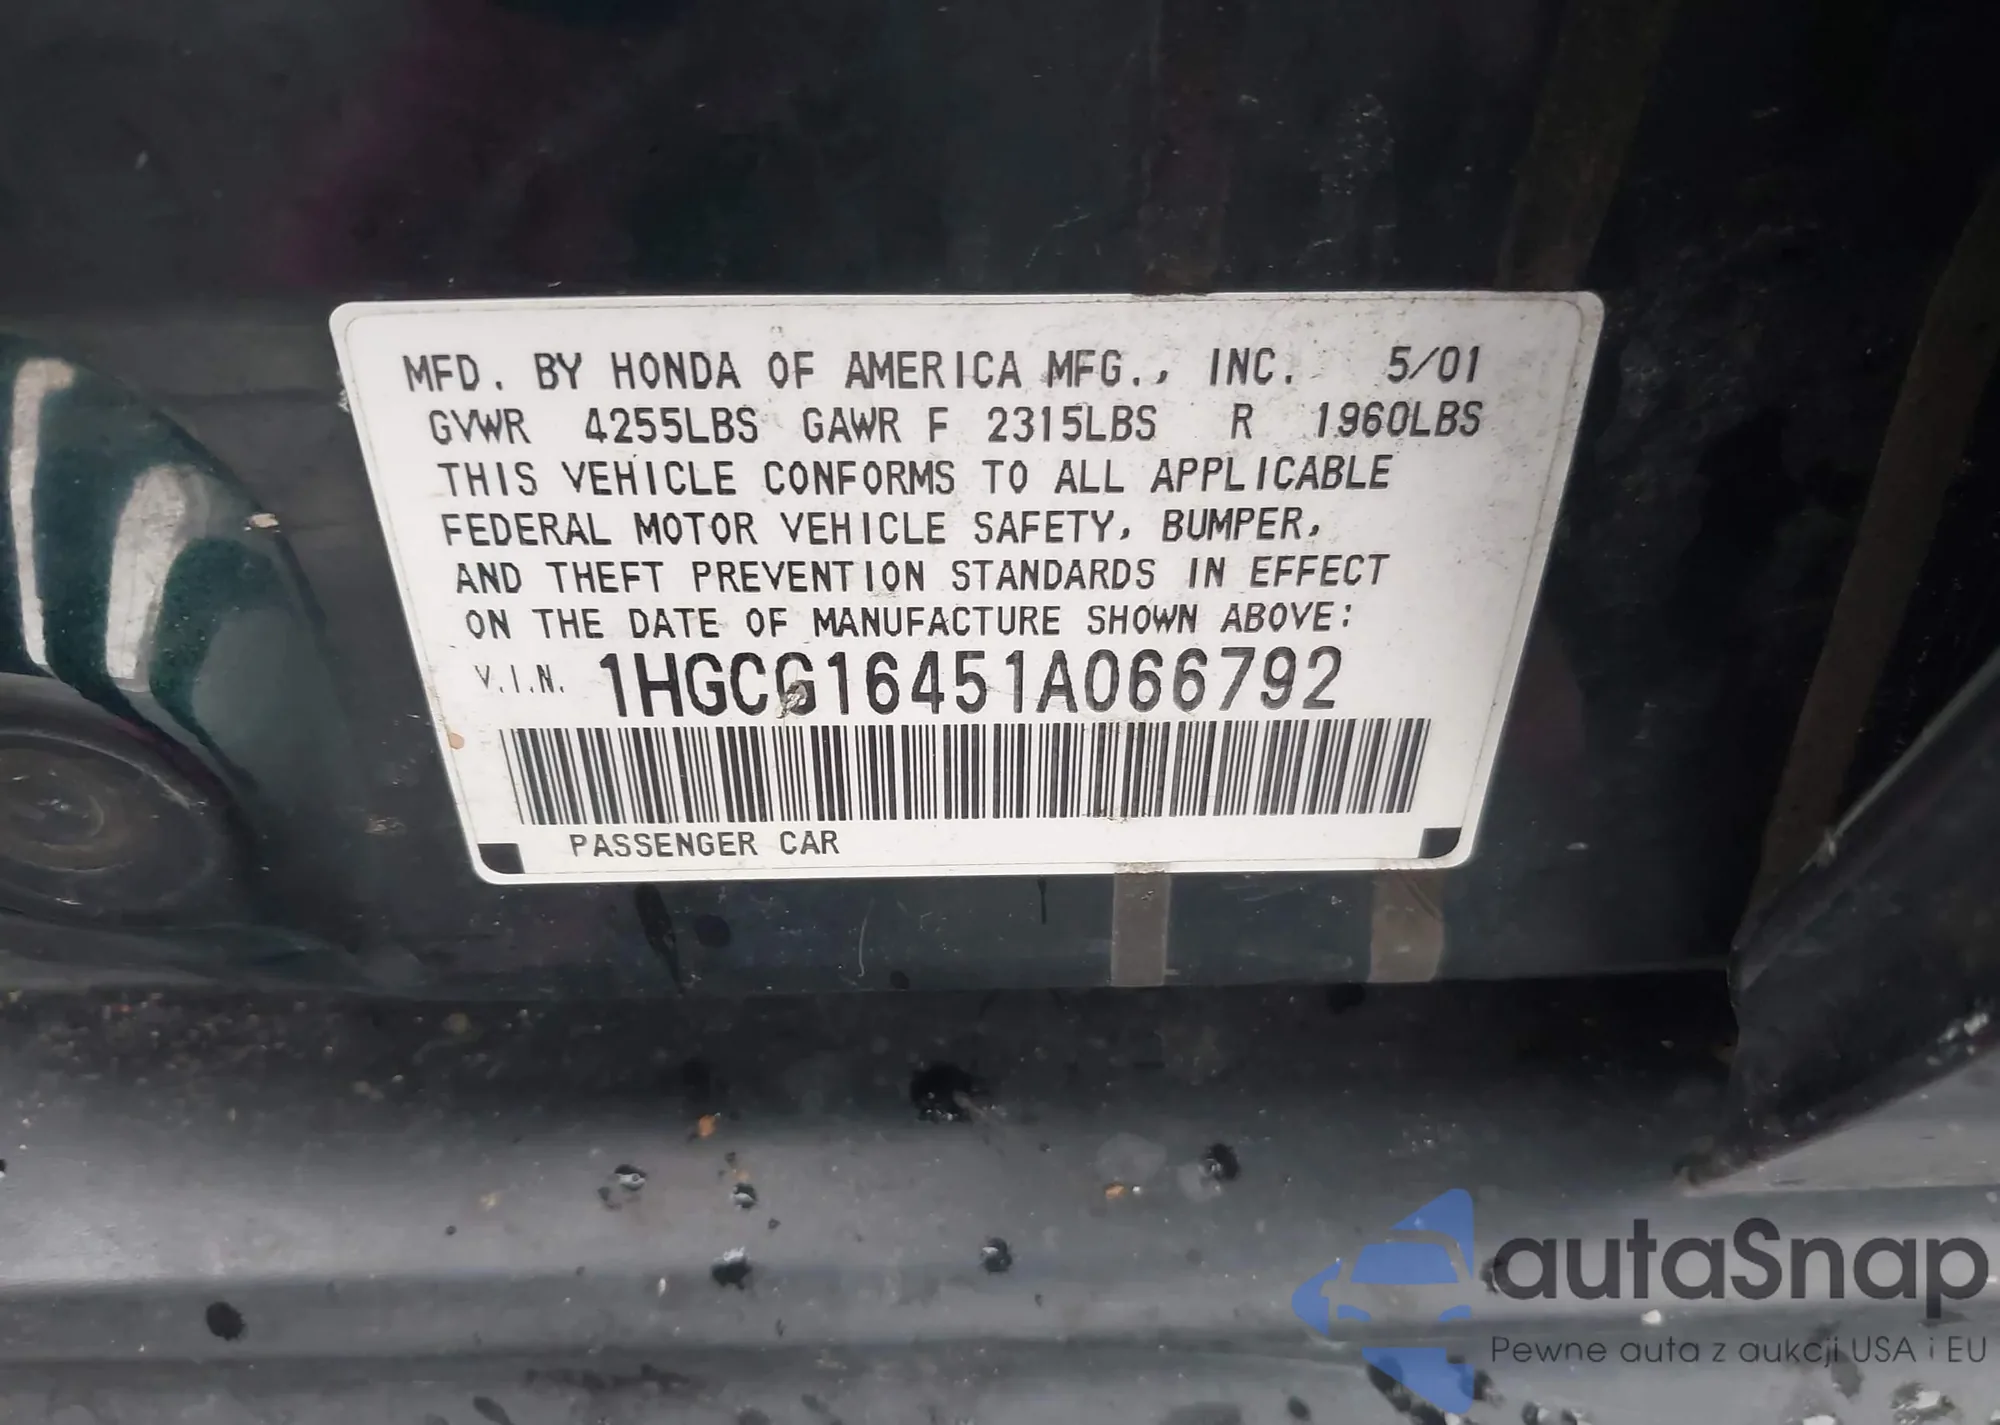 MFD. BY HONDA OF AMERICA MFG., INC. 5/01
GVWR 4255LBS GAWR F 2315LBS R 1960LBS
THIS VEHICLE CONFORMS TO ALL APPLICABLE
FEDERAL MOTOR VEHICLE SAFETY, BUMPER,
AND THEFT PREVENTION STANDARDS IN EFFECT
ON THE DATE OF MANUFACTURE SHOWN ABOVE:
V.I.N. 1HGCG16451A066792
PASSENGER CAR
autaSnap
Pewne auta z aukcji USA i EU